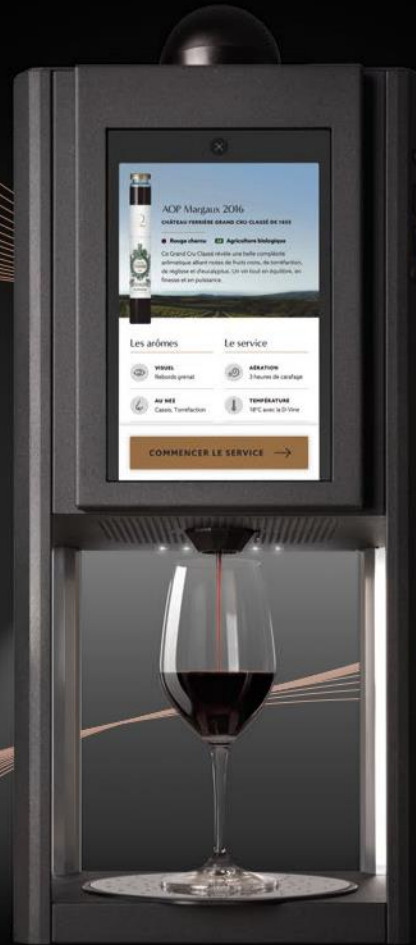 AOP Margaux 2016
CHÂTEAU FERRIÈRE GRAND CRU CLASSÉ DE 1855
Rouge charnu
Agriculture biologique
Ce Grand Cru Classé révèle une belle complexité
aromatique alliant notes de fruits noirs, de torréfaction,
de réglisse et d'eucalyptus. Un vin tout en équilibre, en
finesse et en puissance.
Les arômes
VISUEL
Rebords grenat
AU NEZ
Cassis, Torréfaction
Le service
AÉRATION
3 heures de carafage
TEMPÉRATURE
18°C avec la D-Vine
COMMENCER LE SERVICE